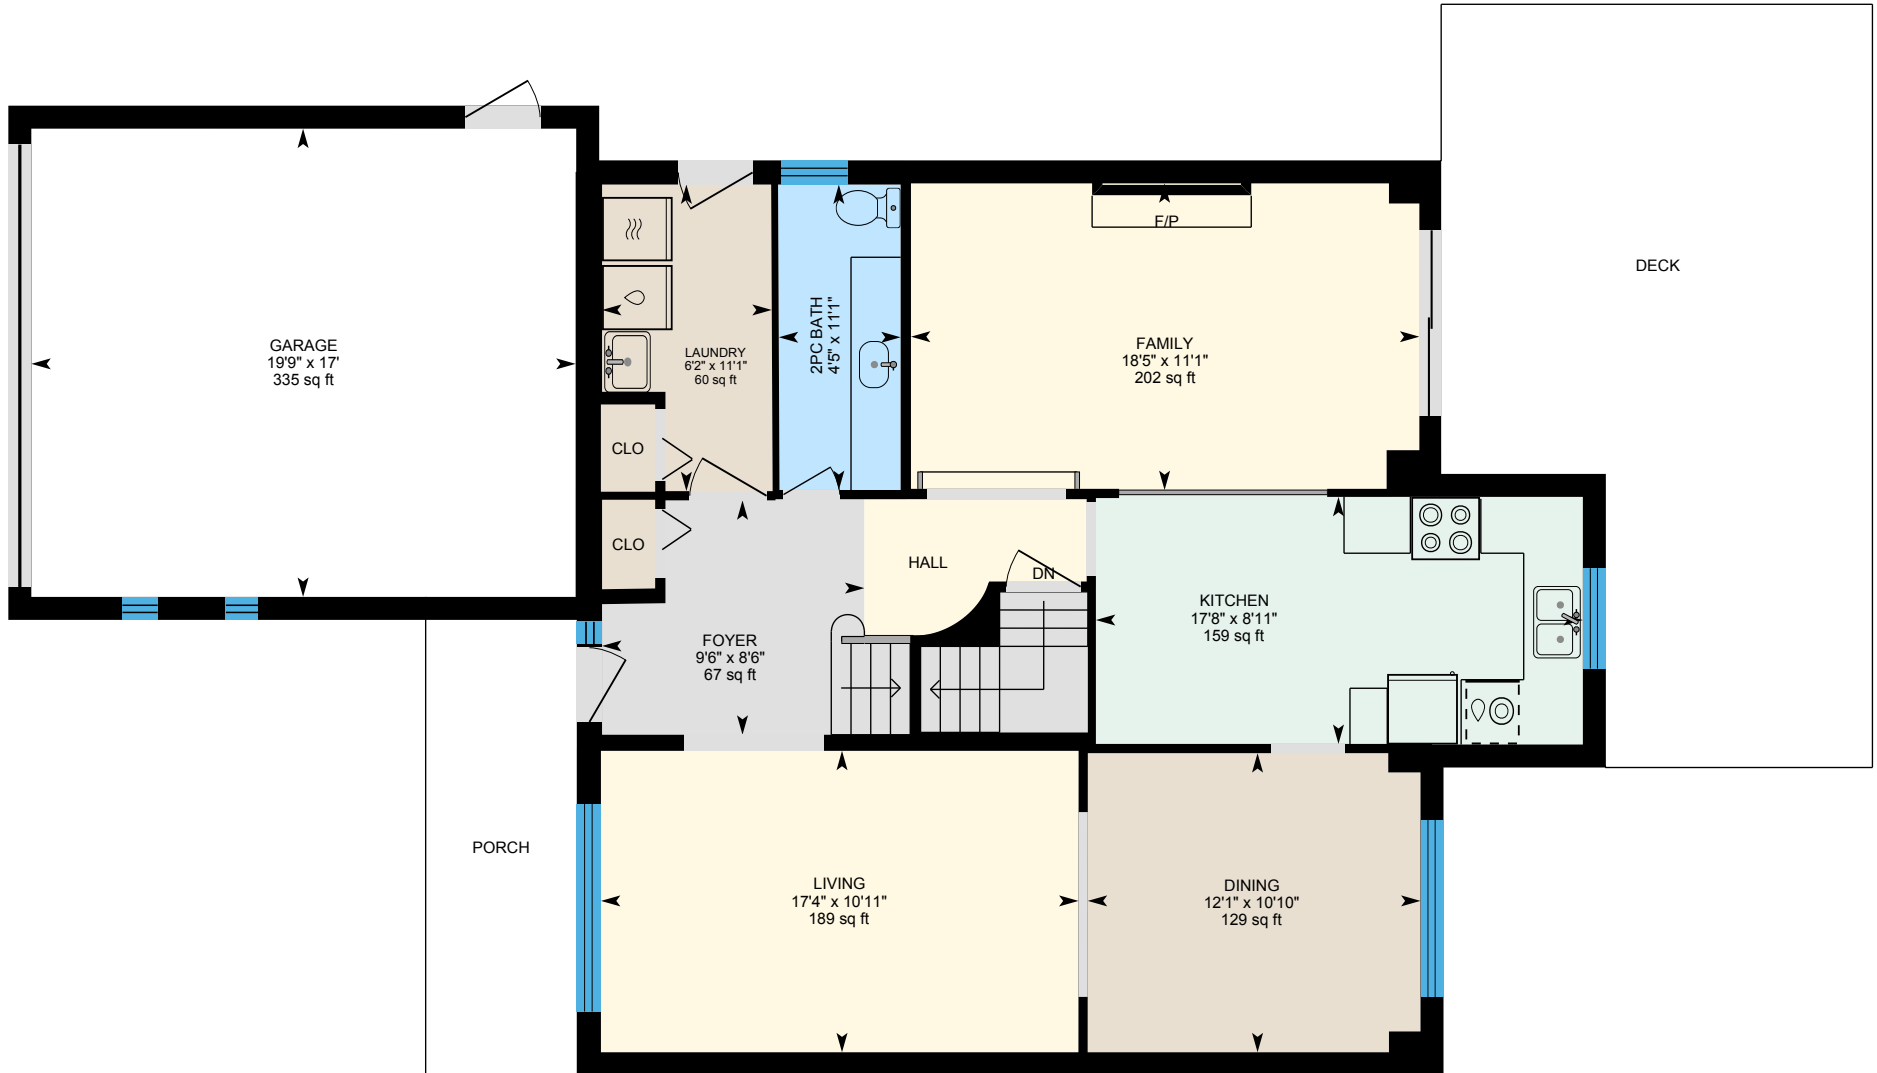 GARAGE
19'9" x 17'
335 sq ft
LAUNDRY
6'2" x 11'1"
60 sq ft
2PC BATH
4'5" x 11'1"
F/P
FAMILY
18'5" x 11'1"
202 sq ft
DECK
CLO
CLO
HALL
DN
FOYER
9'6" x 8'6"
67 sq ft
KITCHEN
17'8" x 8'11"
159 sq ft
PORCH
LIVING
17'4" x 10'11"
189 sq ft
DINING
12'1" x 10'10"
129 sq ft